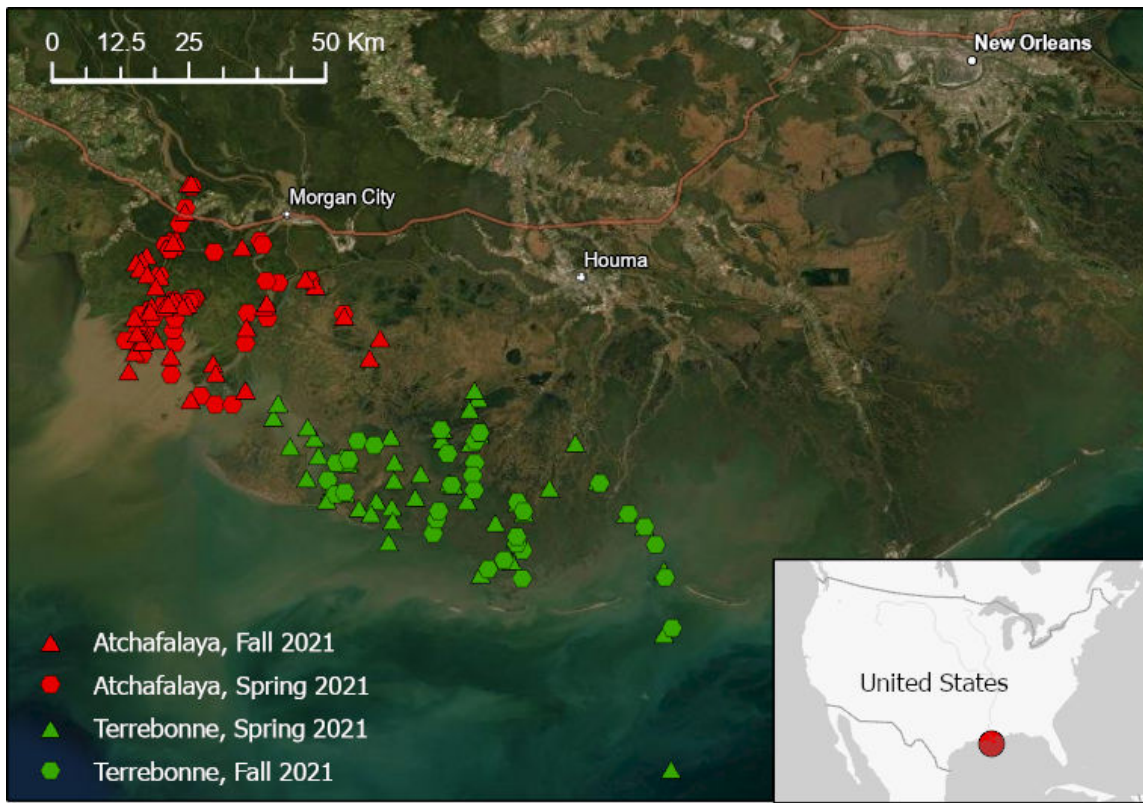 0 12.5 25 50 Km
New Orleans
Morgan City
Houma
Atchafalaya, Fall 2021
Atchafalaya, Spring 2021
Terrebonne, Spring 2021
Terrebonne, Fall 2021
United States